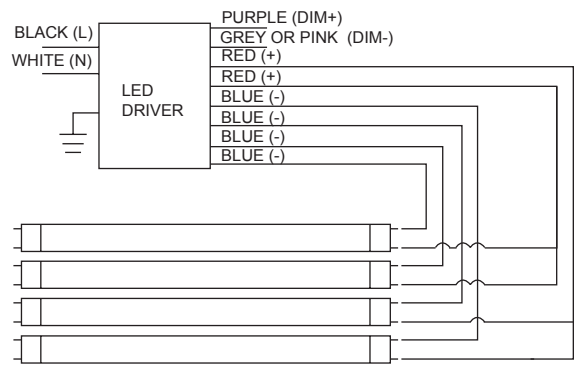 PURPLE (DIM+)
BLACK (L)
GREY OR PINK (DIM-)
RED (+)
WHITE (N)
RED (+)
LED
DRIVER
BLUE (-)
BLUE (-)
BLUE (-)
BLUE (-)